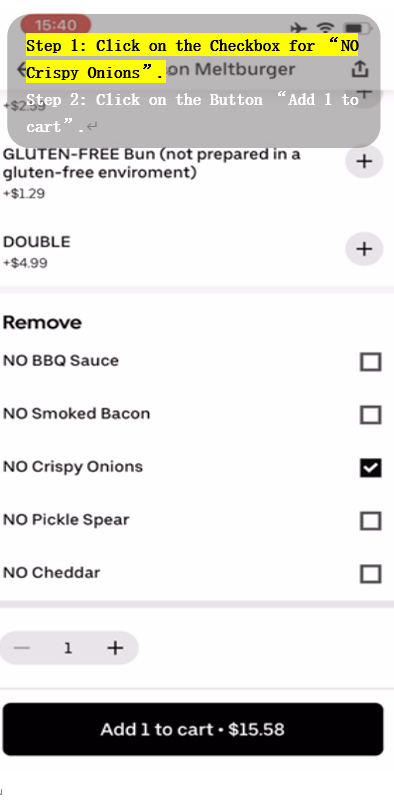 15:40
Step 1: Click on the Checkbox for “NO
Crispy Onions”.
on Meltburger
Step 2: Click on the Button “Add 1 to
cart”.↵
GLUTEN-FREE Bun (not prepared in a
gluten-free enviroment)
+$1.29
DOUBLE
+$4.99
Remove
NO BBQ Sauce
NO Smoked Bacon
NO Crispy Onions
NO Pickle Spear
NO Cheddar
1
Add 1 to cart • $15.58